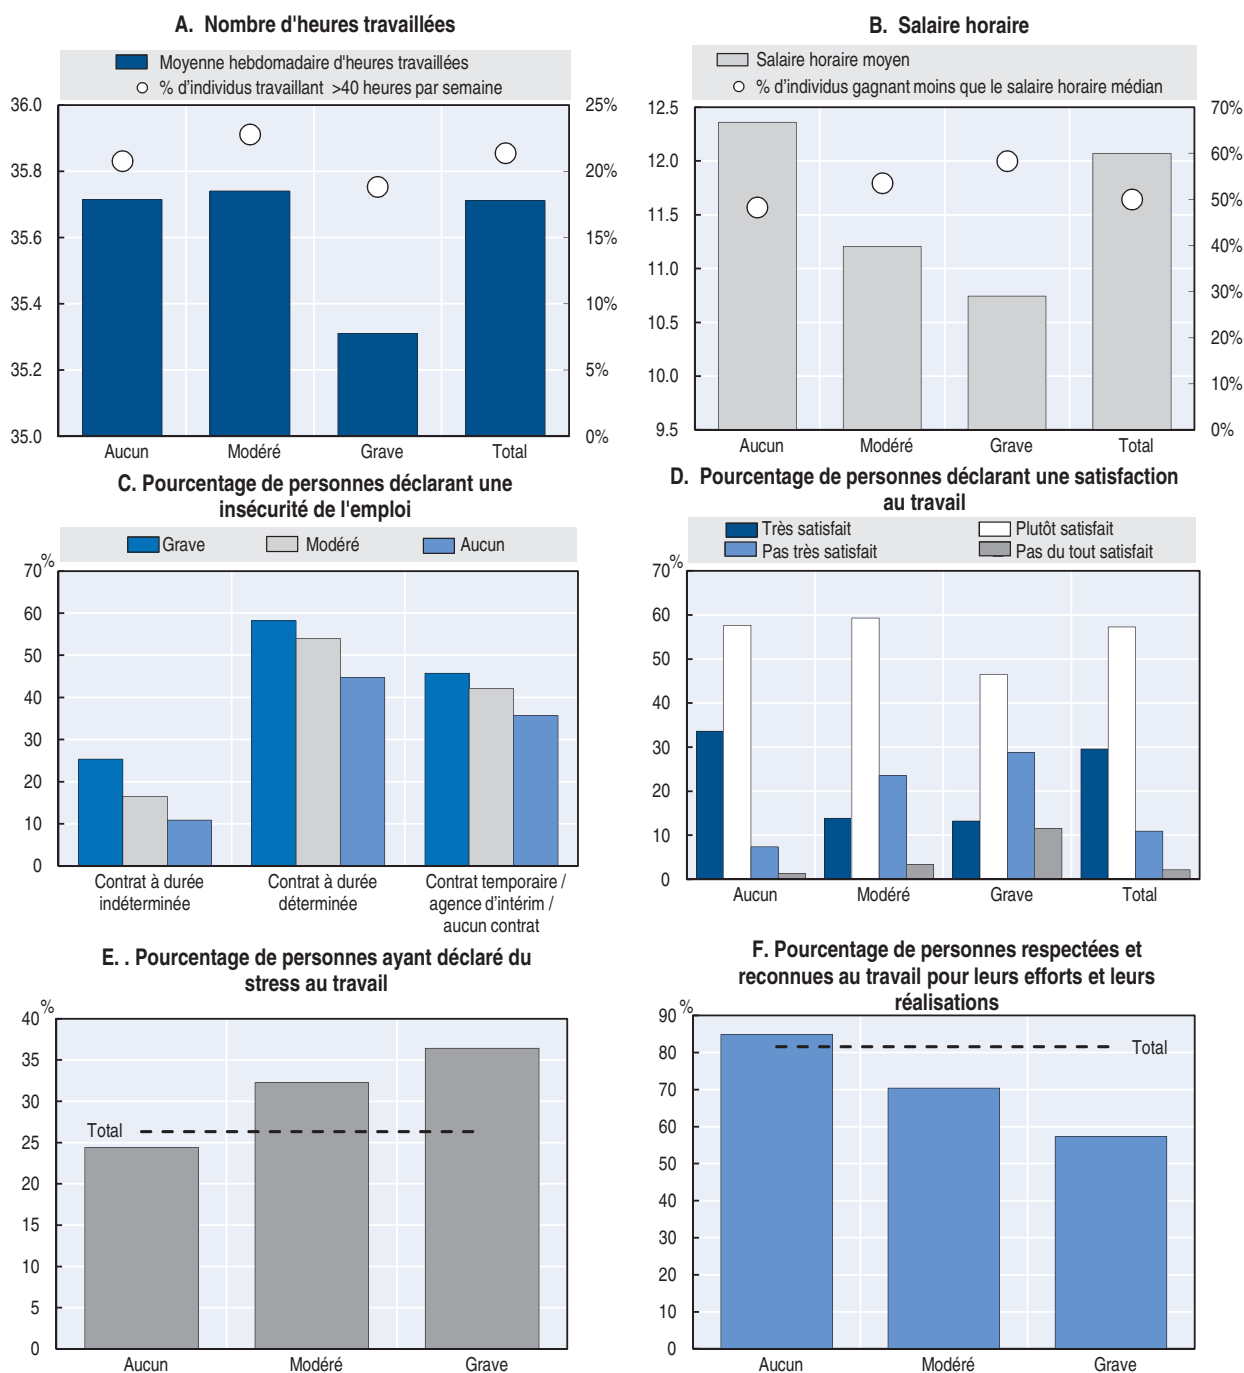 A. Nombre d'heures travaillées
Moyenne hebdomadaire d'heures travaillées
% d'individus travaillant >40 heures par semaine
36.0
35.8
35.6
35.4
35.2
35.0
25%
20%
15%
10%
5%
0%
Aucun Modéré Grave Total
B. Salaire horaire
Salaire horaire moyen
% d'individus gagnant moins que le salaire horaire médian
12.5
12.0
11.5
11.0
10.5
10.0
9.5
70%
60%
50%
40%
30%
20%
10%
0%
Aucun Modéré Grave Total
C. Pourcentage de personnes déclarant une
insécurité de l'emploi
Grave Modéré Aucun
%
70
60
50
40
30
20
10
0
Contrat à durée
indéterminée
Contrat à durée
déterminée
Contrat temporaire /
agence d'intérim /
aucun contrat
D. Pourcentage de personnes déclarant une satisfaction
au travail
Très satisfait Plutôt satisfait
Pas très satisfait Pas du tout satisfait
%
70
60
50
40
30
20
10
0
Aucun Modéré Grave Total
E. . Pourcentage de personnes ayant déclaré du
stress au travail
%
40
35
30
25
20
15
10
5
0
Total
Aucun Modéré Grave
F. Pourcentage de personnes respectées et
reconnues au travail pour leurs efforts et leurs
réalisations
%
90
80
70
60
50
40
30
20
10
0
Total
Aucun Modéré Grave